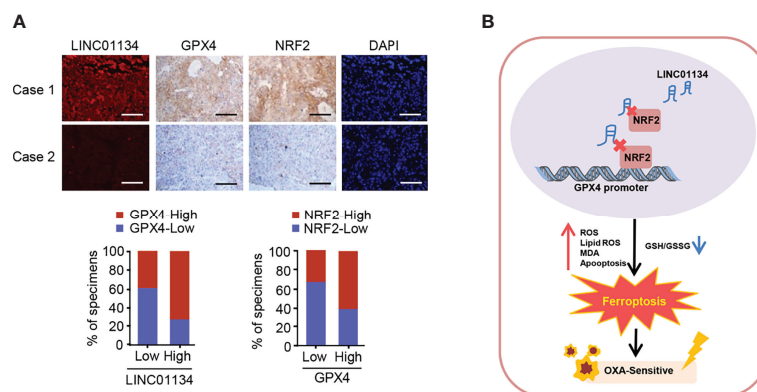 A
LINC01134 GPX4 NRF2 DAPI
Case 1
Case 2
GPX4 High
GPX4-Low
% of specimens
100
80
60
40
20
0
Low High
LINC01134
NRF2 High
NRF2-Low
% of specimens
100
80
60
40
20
0
Low High
GPX4
B
LINC01134
NRF2
NRF2
GPX4 promoter
ROS
Lipid ROS
MDA
Apooptosis
GSH/GSSG
Ferroptosis
OXA-Sensitive